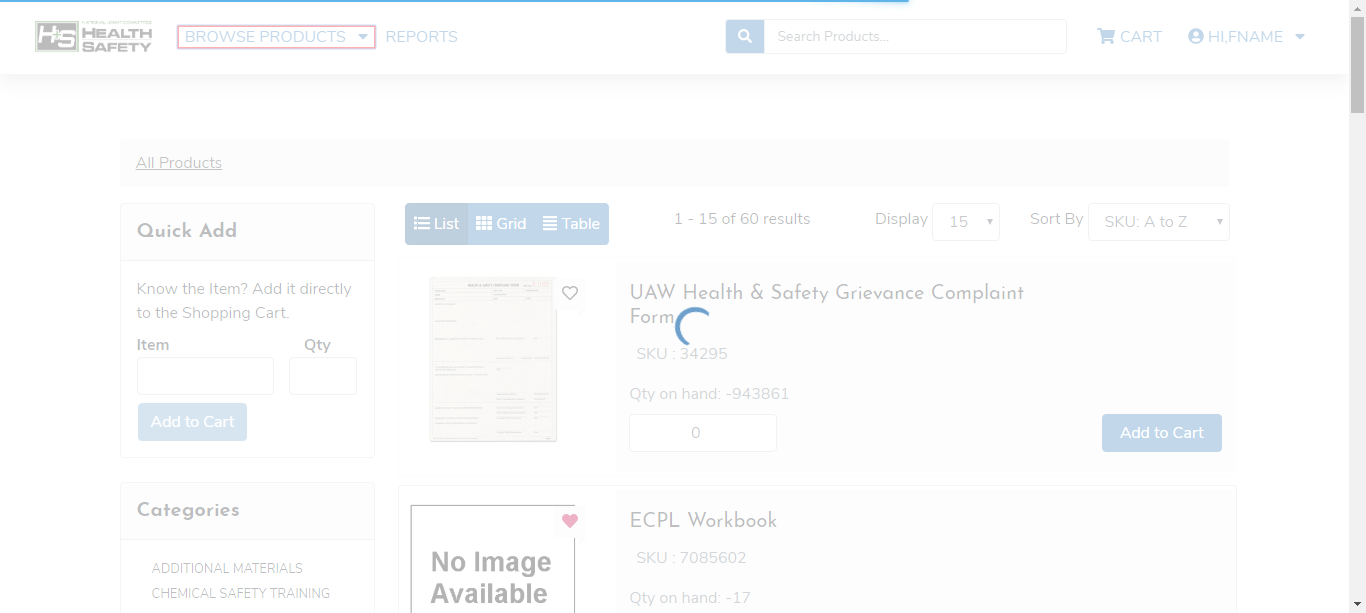 H+S HEALTH
SAFETY
BROWSE PRODUCTS
REPORTS
Search Products...
CART
HI,FNAME
All Products
Quick Add
Know the Item? Add it directly
to the Shopping Cart.
Item
Qty
Add to Cart
Categories
ADDITIONAL MATERIALS
CHEMICAL SAFETY TRAINING
List
Grid
Table
1 - 15 of 60 results
Display
15
Sort By
SKU: A to Z
UAW Health & Safety Grievance Complaint
Form
SKU : 34295
Qty on hand: -943861
0
Add to Cart
No Image
Available
ECPL Workbook
SKU : 7085602
Qty on hand: -17